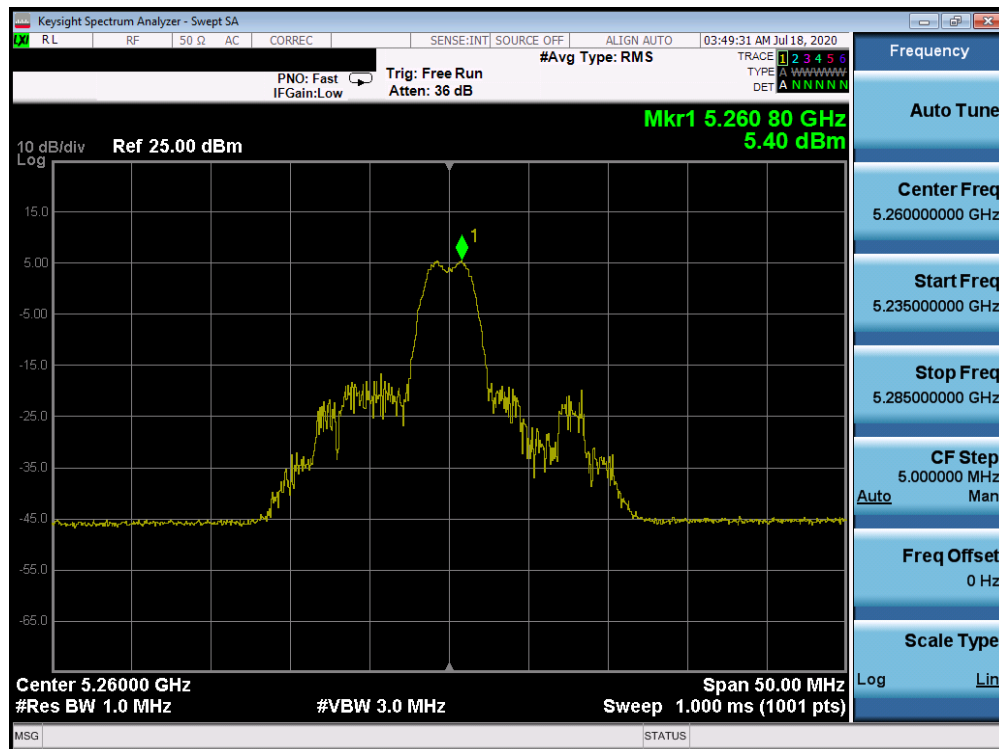 Keysight Spectrum Analyzer - Swept SA
LXI RL RF 50 Ω AC CORREC SENSE:INT SOURCE OFF ALIGN AUTO 03:49:31 AM Jul 18, 2020
#Avg Type: RMS
TRACE 1 2 3 4 5 6
TYPE A WWWWW
DET A N N N N N
PNO: Fast
IFGain:Low
Trig: Free Run
Atten: 36 dB
Mkr1 5.260 80 GHz
5.40 dBm
10 dB/div Ref 25.00 dBm
Log
1
15.0
5.00
-5.00
-15.0
-25.0
-35.0
-45.0
-55.0
-65.0
Center 5.26000 GHz Span 50.00 MHz
#Res BW 1.0 MHz #VBW 3.0 MHz Sweep 1.000 ms (1001 pts)
MSG STATUS
Frequency
Auto Tune
Center Freq
5.260000000 GHz
Start Freq
5.235000000 GHz
Stop Freq
5.285000000 GHz
CF Step
5.000000 MHz
Auto Man
Freq Offset
0 Hz
Scale Type
Log Lin